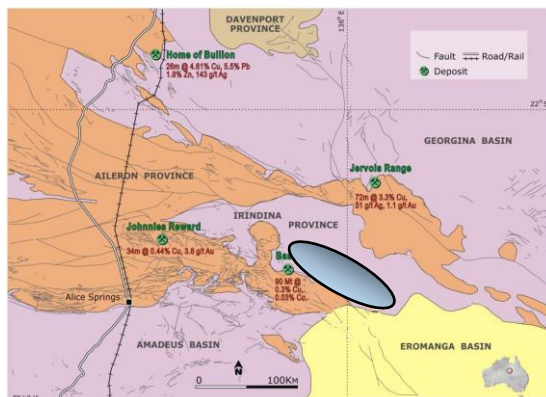 DAVENPORT
PROVINCE
136° E
Fault
Road/Rail
Deposit
Home of Bullion
26m @ 4.61% Cu, 5.5% Pb
1.8% Zn, 143 g/t Ag
22°S
GEORGINA BASIN
Jervois Range
72m @ 3.3% Cu,
51 g/t Ag, 1.1 g/t Au
AILERON PROVINCE
IRINDINA
PROVINCE
Johnnies Reward
34m @ 0.44% Cu, 3.8 g/t Au
90 Mt @
0.3% Cu,
0.03% Co.
Alice Springs
AMADEUS BASIN
EROMANGA BASIN
N
0
100Km